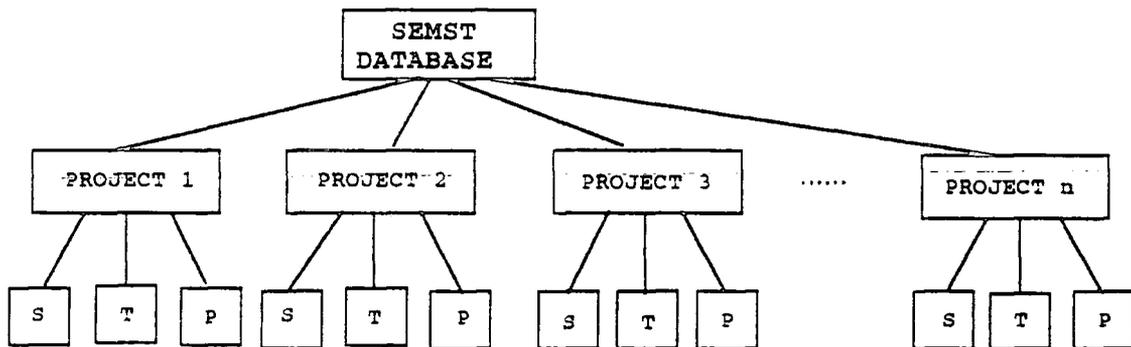 SEMST
DATABASE
PROJECT 1 PROJECT 2 PROJECT 3 ...... PROJECT n
S T P S T P S T P S T P